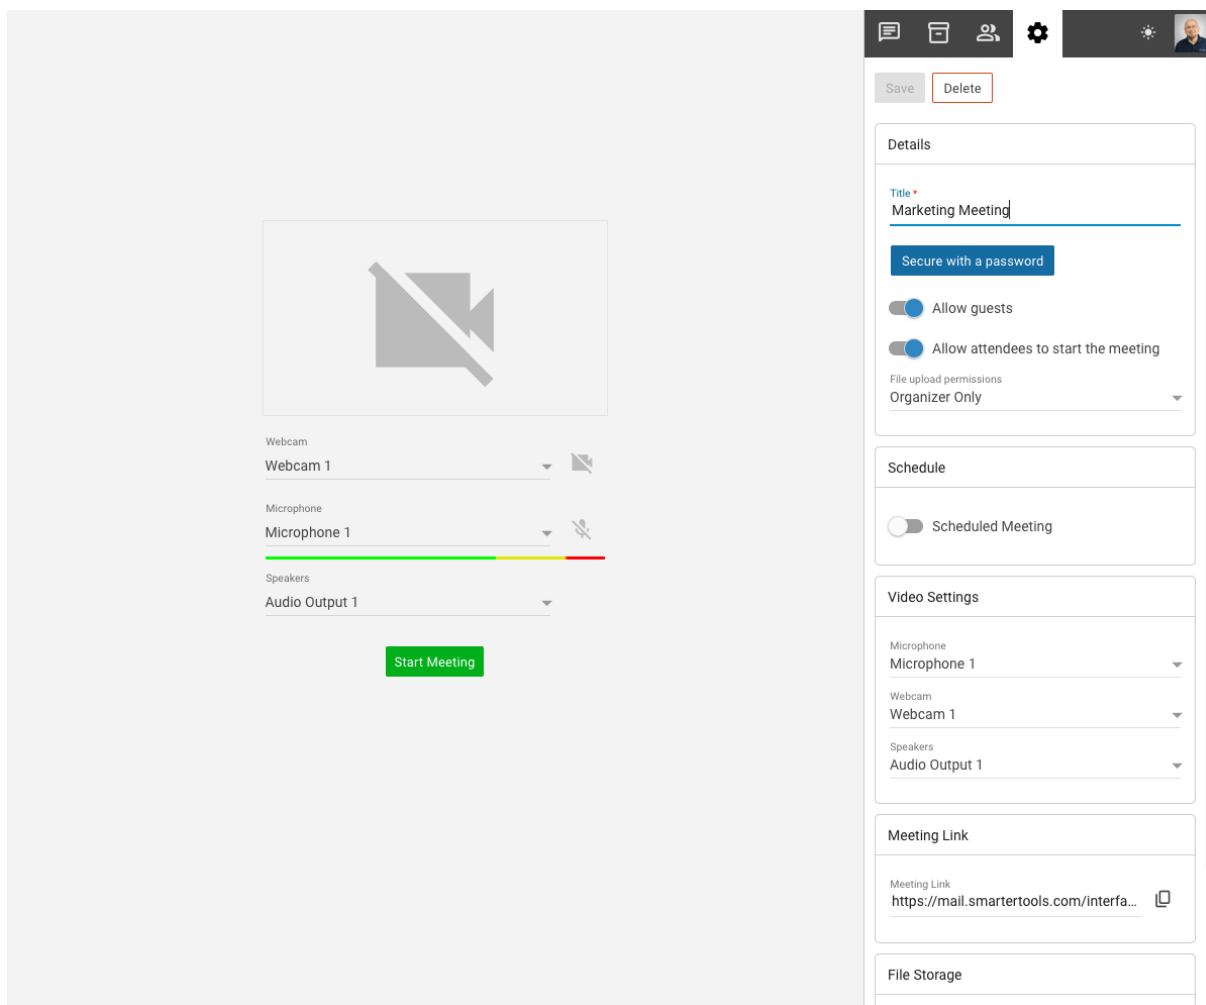 Save
Delete
Details
Title *
Marketing Meeting
Secure with a password
Allow guests
Allow attendees to start the meeting
File upload permissions
Organizer Only
Schedule
Scheduled Meeting
Video Settings
Microphone
Microphone 1
Webcam
Webcam 1
Speakers
Audio Output 1
Meeting Link
Meeting Link
https://mail.smartertools.com/interfa...
File Storage
Webcam
Webcam 1
Microphone
Microphone 1
Speakers
Audio Output 1
Start Meeting